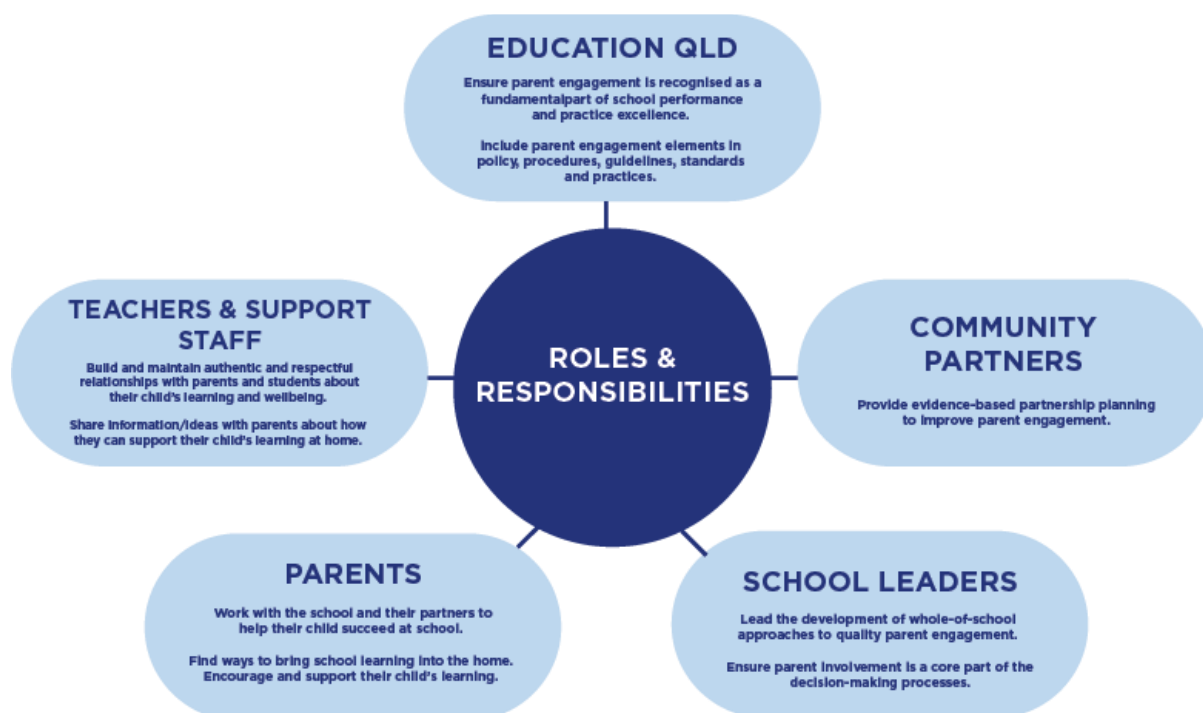 EDUCATION QLD
Ensure parent engagement is recognised as a
fundamentalpart of school performance
and practice excellence.
Include parent engagement elements in
policy, procedures, guidelines, standards
and practices.
TEACHERS & SUPPORT
STAFF
Build and maintain authentic and respectful
relationships with parents and students about
their child's learning and wellbeing.
Share information/ideas with parents about how
they can support their child's learning at home.
ROLES &
RESPONSIBILITIES
COMMUNITY
PARTNERS
Provide evidence-based partnership planning
to improve parent engagement.
PARENTS
Work with the school and their partners to
help their child succeed at school.
Find ways to bring school learning into the home.
Encourage and support their child's learning.
SCHOOL LEADERS
Lead the development of whole-of-school
approaches to quality parent engagement.
Ensure parent involvement is a core part of the
decision-making processes.